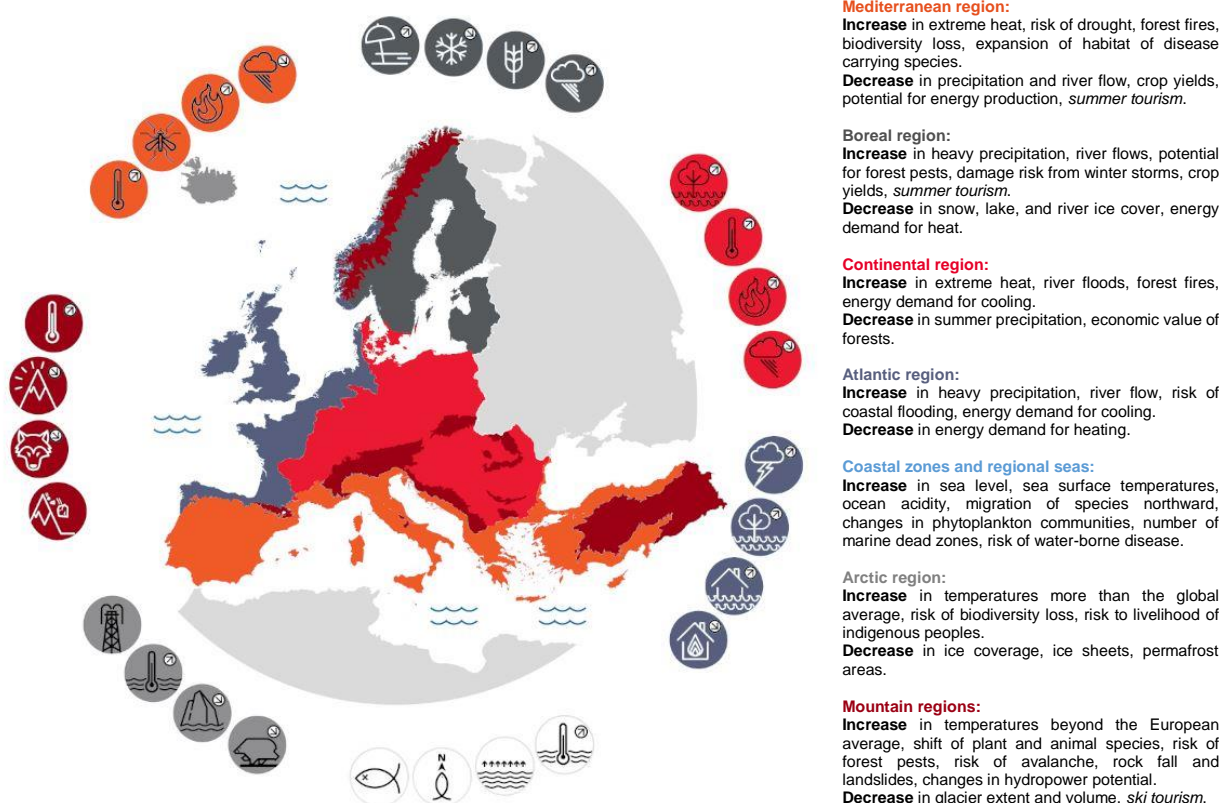 Mediterranean region:
Increase in extreme heat, risk of drought, forest fires,
biodiversity loss, expansion of habitat of disease
carrying species.
Decrease in precipitation and river flow, crop yields,
potential for energy production, summer tourism.
Boreal region:
Increase in heavy precipitation, river flows, potential
for forest pests, damage risk from winter storms, crop
yields, summer tourism.
Decrease in snow, lake, and river ice cover, energy
demand for heat.
Continental region:
Increase in extreme heat, river floods, forest fires,
energy demand for cooling.
Decrease in summer precipitation, economic value of
forests.
Atlantic region:
Increase in heavy precipitation, river flow, risk of
coastal flooding, energy demand for cooling.
Decrease in energy demand for heating.
Coastal zones and regional seas:
Increase in sea level, sea surface temperatures,
ocean acidity, migration of species northward,
changes in phytoplankton communities, number of
marine dead zones, risk of water-borne disease.
Arctic region:
Increase in temperatures more than the global
average, risk of biodiversity loss, risk to livelihood of
indigenous peoples.
Decrease in ice coverage, ice sheets, permafrost
areas.
Mountain regions:
Increase in temperatures beyond the European
average, shift of plant and animal species, risk of
forest pests, risk of avalanche, rock fall and
landslides, changes in hydropower potential.
Decrease in glacier extent and volume, ski tourism.
N